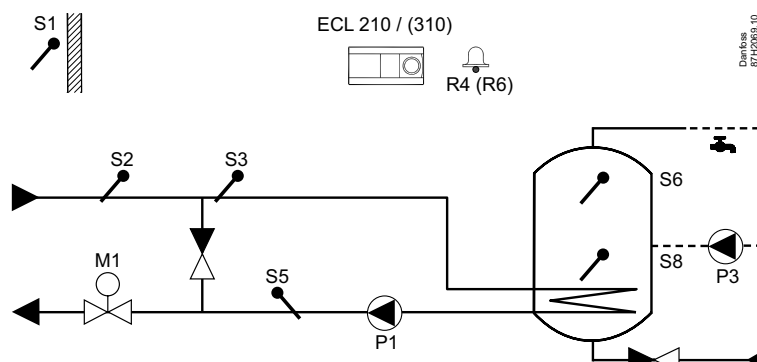 S1
ECL 210 / (310)
R4 (R6)
Danfoss
87H2069.10
S2
S3
S6
M1
S5
S8
P3
P1